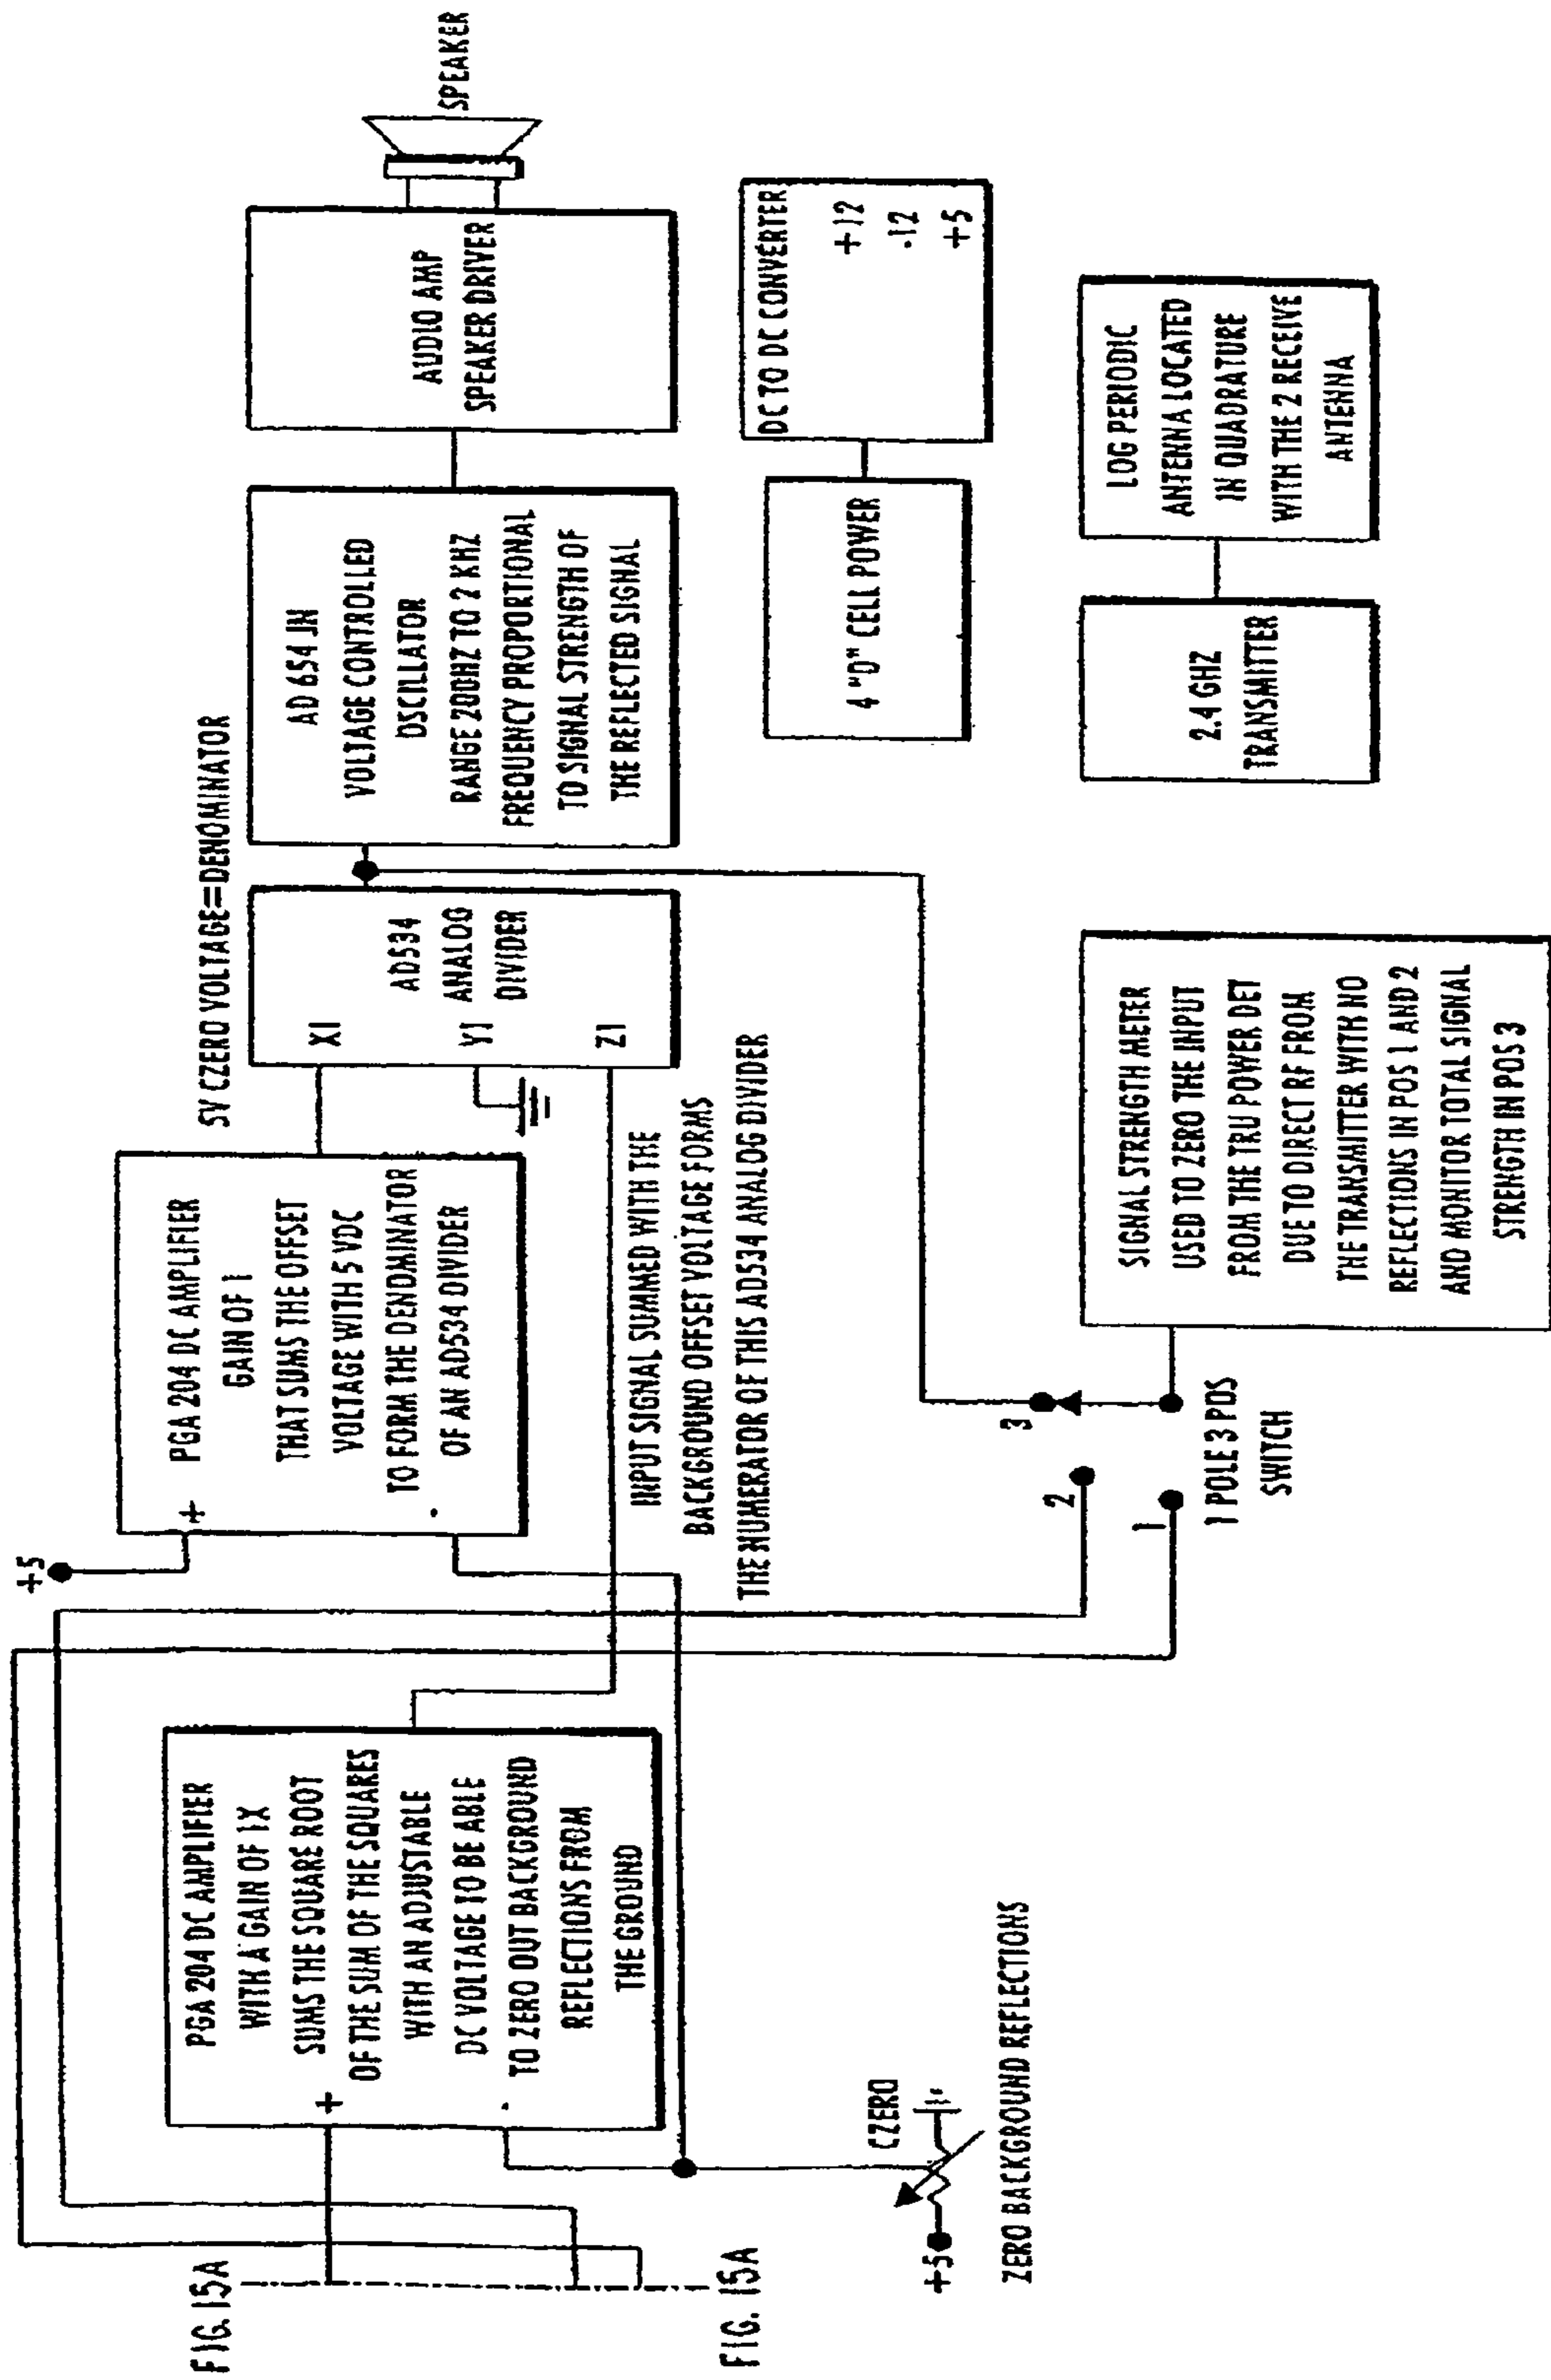 FIG. 15A
FIG. 15A
+
-
PGA 204 DC AMPLIFIER
WITH A GAIN OF 1X
SUMS THE SQUARE ROOT
OF THE SUM OF THE SQUARES
WITH AN ADJUSTABLE
DC VOLTAGE TO BE ABLE
TO ZERO OUT BACKGROUND
REFLECTIONS FROM
THE GROUND
+5
CZERO
ZERO BACKGROUND REFLECTIONS
+5
+
-
PGA 204 DC AMPLIFIER
GAIN OF 1
THAT SUMS THE OFFSET
VOLTAGE WITH 5 VDC
TO FORM THE DENOMINATOR
OF AN AD534 DIVIDER
INPUT SIGNAL SUMMED WITH THE
BACKGROUND OFFSET VOLTAGE FORMS
THE NUMERATOR OF THIS AD534 ANALOG DIVIDER
5V CZERO VOLTAGE=DENOMINATOR
X1
Y1
Z1
AD534
ANALOG
DIVIDER
AD 654 JN
VOLTAGE CONTROLLED
OSCILLATOR
RANGE 200HZ TO 2 KHZ
FREQUENCY PROPORTIONAL
TO SIGNAL STRENGTH OF
THE REFLECTED SIGNAL
AUDIO AMP
SPEAKER DRIVER
SPEAKER
4 "D" CELL POWER
DC TO DC CONVERTER
+12
-12
+5
1
2
3
1 POLE 3 POS
SWITCH
SIGNAL STRENGTH METER
USED TO ZERO THE INPUT
FROM THE TRU POWER DET
DUE TO DIRECT RF FROM
THE TRANSMITTER WITH NO
REFLECTIONS IN POS 1 AND 2
AND MONITOR TOTAL SIGNAL
STRENGTH IN POS 3
2.4 GHZ
TRANSMITTER
LOG PERIODIC
ANTENNA LOCATED
IN QUADRATURE
WITH THE 2 RECEIVE
ANTENNA